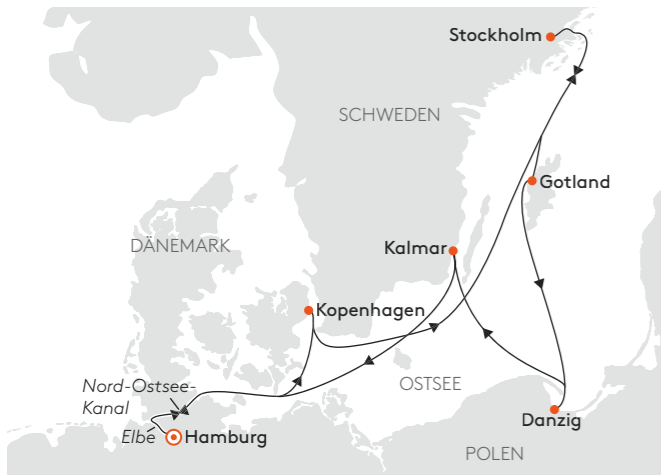 Stockholm
SCHWEDEN
Gotland
DÄNEMARK
Kalmar
Kopenhagen
Nord-Ostsee-
Kanal
OSTSEE
Elbe
Hamburg
Danzig
POLEN